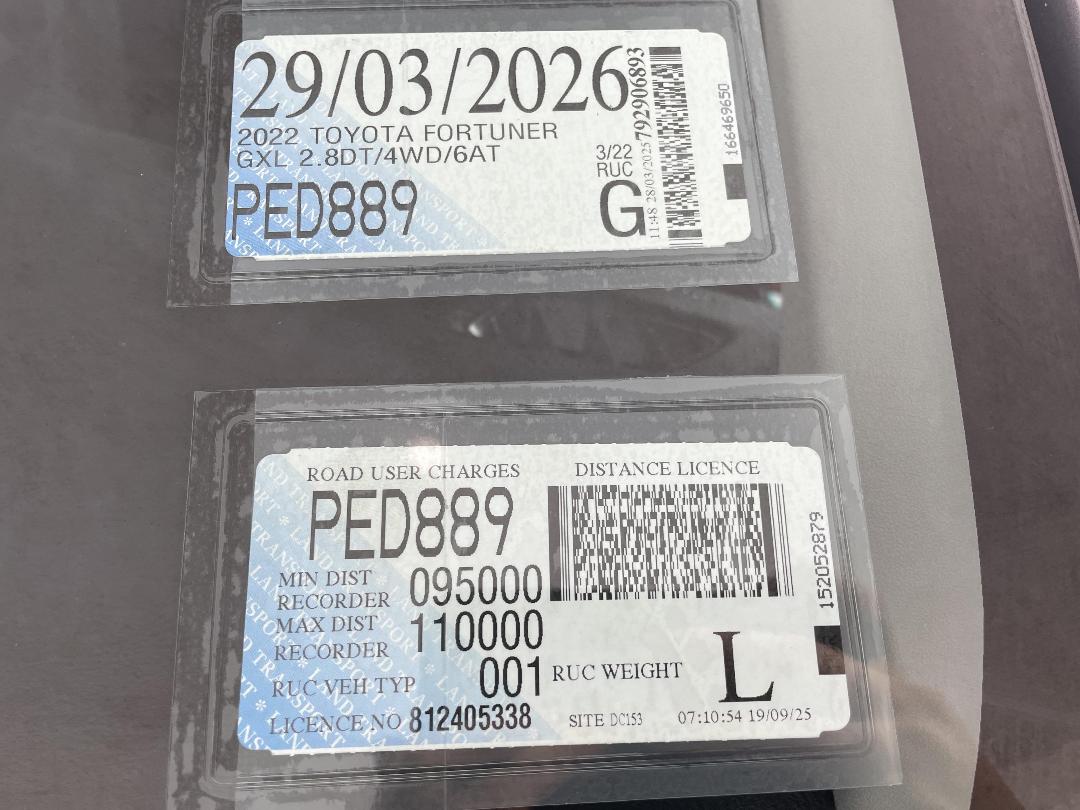 29/03/2026
2022 TOYOTA FORTUNER
GXL 2.8DT/4WD/6AT
3/22
RUC
PED889
G
11:48 28/03/2025
792906893
166469650
ROAD USER CHARGES
DISTANCE LICENCE
PED889
MIN DIST
RECORDER 095000
MAX DIST
RECORDER 110000
RUC VEH TYP 001
RUC WEIGHT L
LICENCE NO 812405338
SITE DC153 07:10:54 19/09/25
152052879